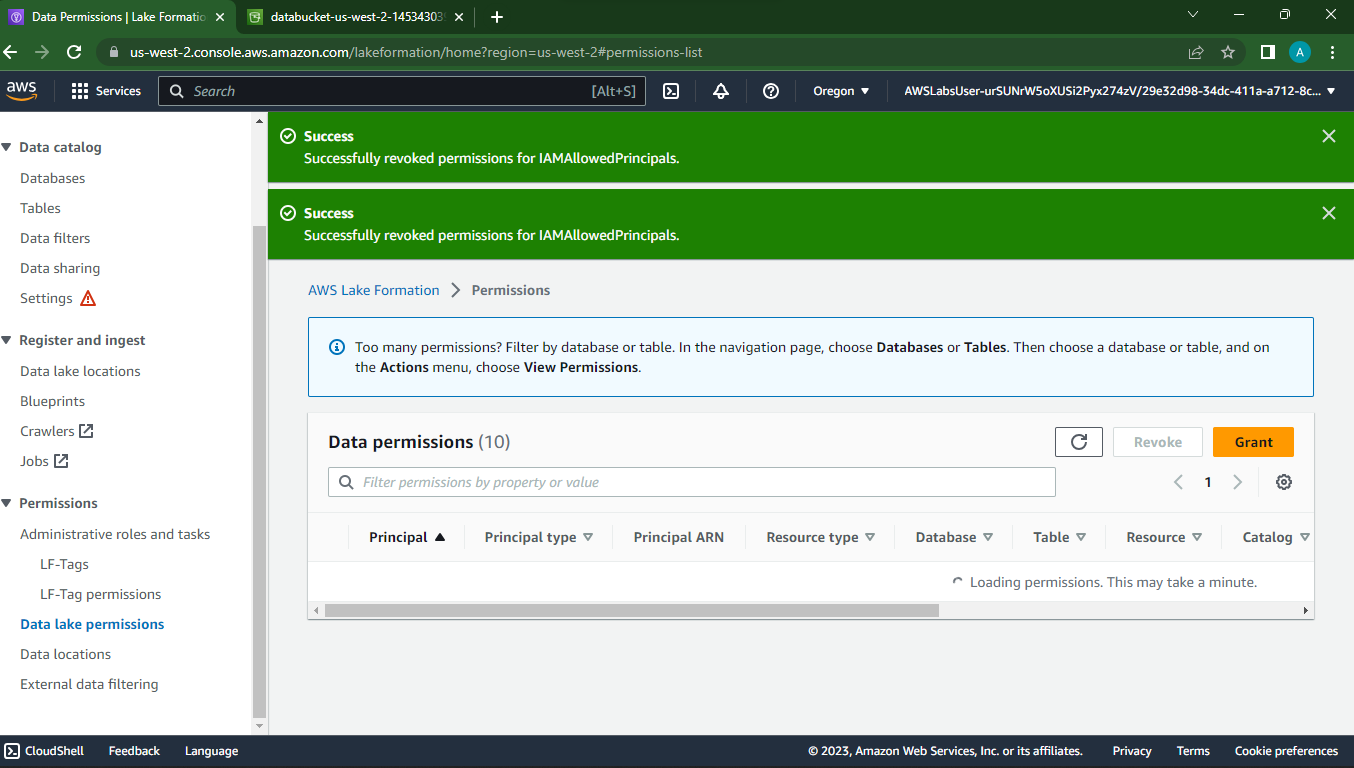 Data Permissions | Lake Formatio
databucket-us-west-2-14534303
us-west-2.console.aws.amazon.com/lakeformation/home?region=us-west-2#permissions-list
A
aws
Services
Search
[Alt+S]
Oregon
AWSLabsUser-urSUNrW5oXUSi2Pyx274zV/29e32d98-34dc-411a-a712-8c...
Data catalog
Databases
Tables
Data filters
Data sharing
Settings
Register and ingest
Data lake locations
Blueprints
Crawlers
Jobs
Permissions
Administrative roles and tasks
LF-Tags
LF-Tag permissions
Data lake permissions
Data locations
External data filtering
Success
Successfully revoked permissions for IAMAllowedPrincipals.
Success
Successfully revoked permissions for IAMAllowedPrincipals.
AWS Lake Formation > Permissions
Too many permissions? Filter by database or table. In the navigation page, choose Databases or Tables. Then choose a database or table, and on
the Actions menu, choose View Permissions.
Data permissions (10)
Revoke
Grant
Filter permissions by property or value
1
Principal
Principal type
Principal ARN
Resource type
Database
Table
Resource
Catalog
Loading permissions. This may take a minute.
CloudShell
Feedback
Language
© 2023, Amazon Web Services, Inc. or its affiliates.
Privacy
Terms
Cookie preferences